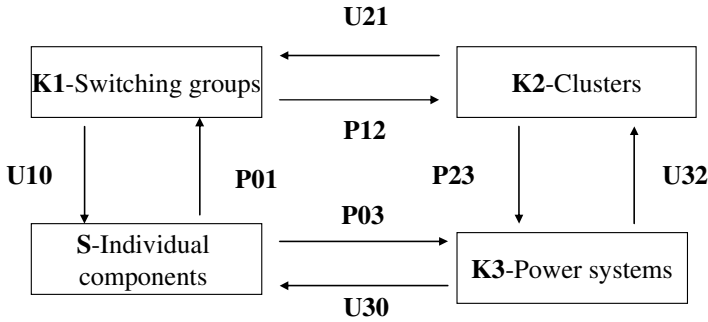 U21
K1-Switching groups
K2-Clusters
P12
U10
P01
P23
U32
P03
S-Individual
components
K3-Power systems
U30